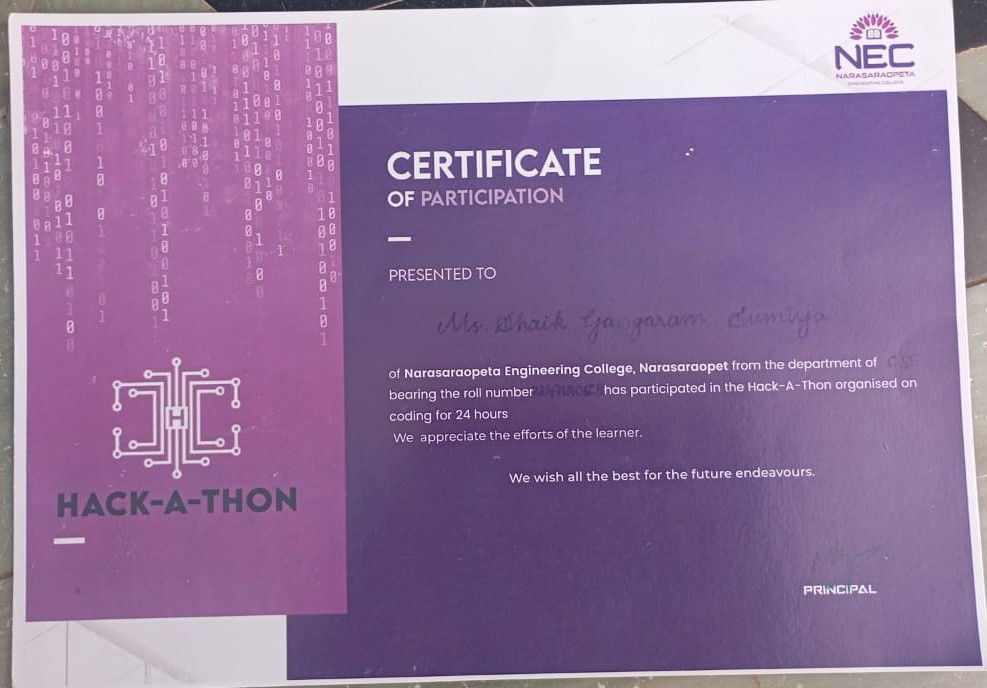 NEC
NARASARAOPETA
ENGINEERING COLLEGE
CERTIFICATE
OF PARTICIPATION
PRESENTED TO
Ms. Shaik Gangaram Sumiya
of Narasaraopeta Engineering College, Narasaraopet from the department of CSE
bearing the roll number has participated in the Hack-A-Thon organised on
coding for 24 hours
We appreciate the efforts of the learner.
We wish all the best for the future endeavours.
H
HACK-A-THON
PRINCIPAL